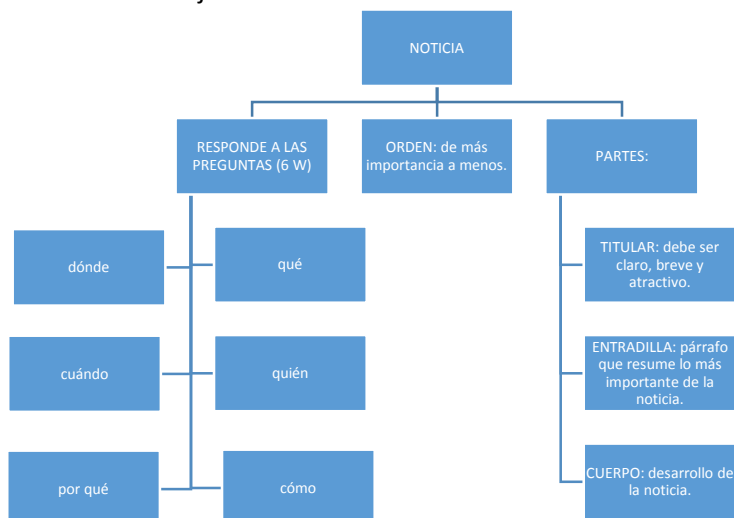 NOTICIA
RESPONDE A LAS
PREGUNTAS (6 W)
ORDEN: de más
importancia a menos.
PARTES:
dónde
qué
cuándo
quién
por qué
cómo
TITULAR: debe ser
claro, breve y
atractivo.
ENTRADILLA: párrafo
que resume lo más
importante de la
noticia.
CUERPO: desarrollo de
la noticia.